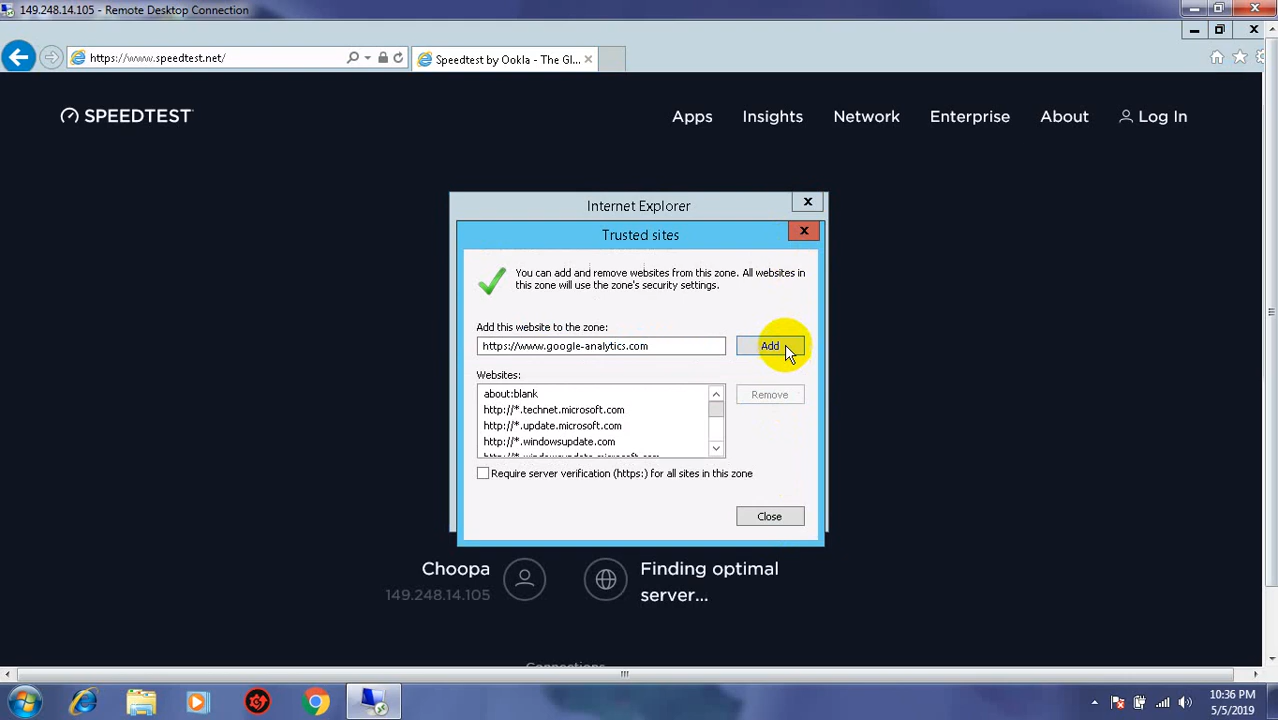 149.248.14.105 - Remote Desktop Connection
https://www.speedtest.net/
Speedtest by Ookla - The Gl...
SPEEDTEST
Apps
Insights
Network
Enterprise
About
Log In
Internet Explorer
Trusted sites
You can add and remove websites from this zone. All websites in
this zone will use the zone's security settings.
Add this website to the zone:
https://www.google-analytics.com
Add
Websites:
about:blank
http://*.technet.microsoft.com
http://*.update.microsoft.com
http://*.windowsupdate.com
http://*.windowsupdate.microsoft.com
Remove
Require server verification (https:) for all sites in this zone
Close
Choopa
149.248.14.105
Finding optimal
server...
Connections
10:36 PM
5/5/2019